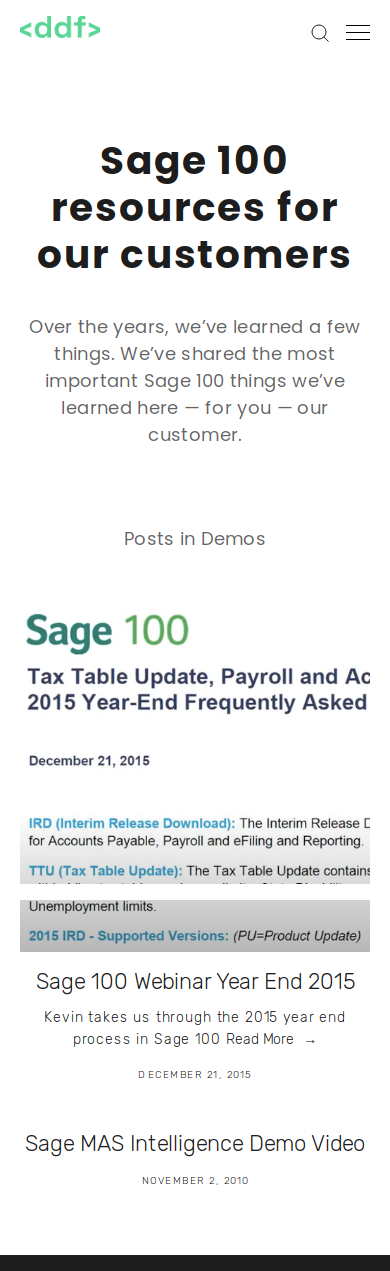 <ddf>
Sage 100
resources for
our customers
Over the years, we’ve learned a few
things. We’ve shared the most
important Sage 100 things we’ve
learned here — for you — our
customer.
Posts in Demos
Sage 100
Tax Table Update, Payroll and Ac
2015 Year-End Frequently Asked
December 21, 2015
IRD (Interim Release Download): The Interim Release D
for Accounts Payable, Payroll and eFiling and Reporting.
TTU (Tax Table Update): The Tax Table Update contains
Unemployment limits.
2015 IRD - Supported Versions: (PU=Product Update)
Sage 100 Webinar Year End 2015
Kevin takes us through the 2015 year end
process in Sage 100 Read More →
DECEMBER 21, 2015
Sage MAS Intelligence Demo Video
NOVEMBER 2, 2010